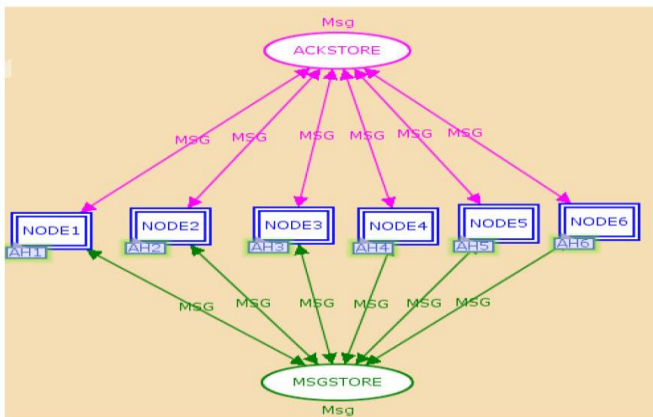 Msg
ACKSTORE
MSG MSG MSG MSG MSG MSG
NODE1 NODE2 NODE3 NODE4 NODE5 NODE6
AH1 AH2 AH3 AH4 AH5 AH6
MSG MSG MSG MSG MSG MSG
MSGSTORE
Msg